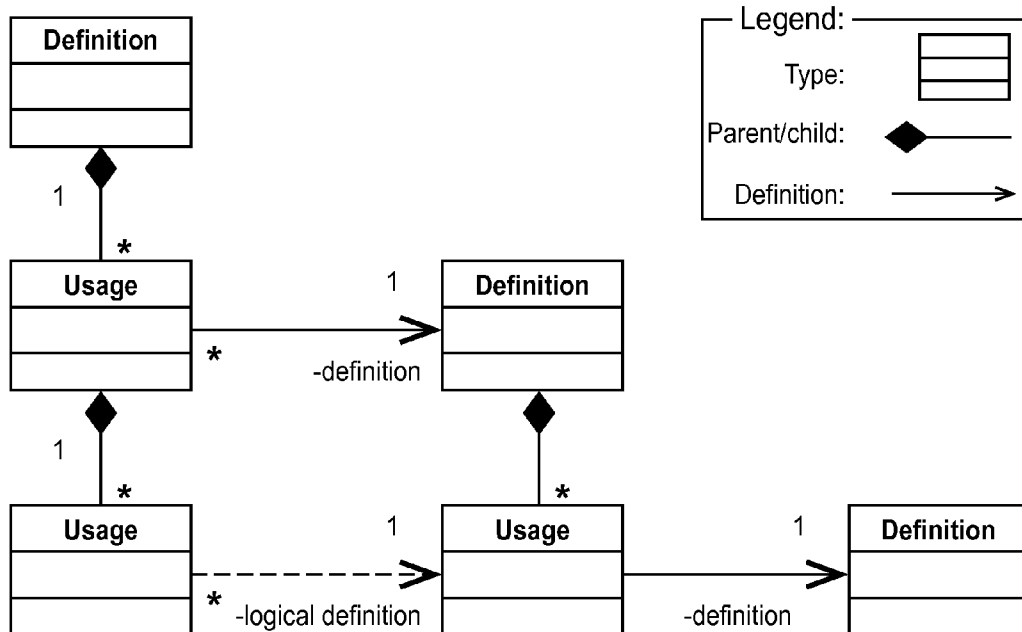 Definition
Legend:
Type:
Parent/child:
Definition:
1
*
Usage
1
Definition
*
-definition
1
*
*
Usage
1
Usage
1
Definition
*
-logical definition
-definition